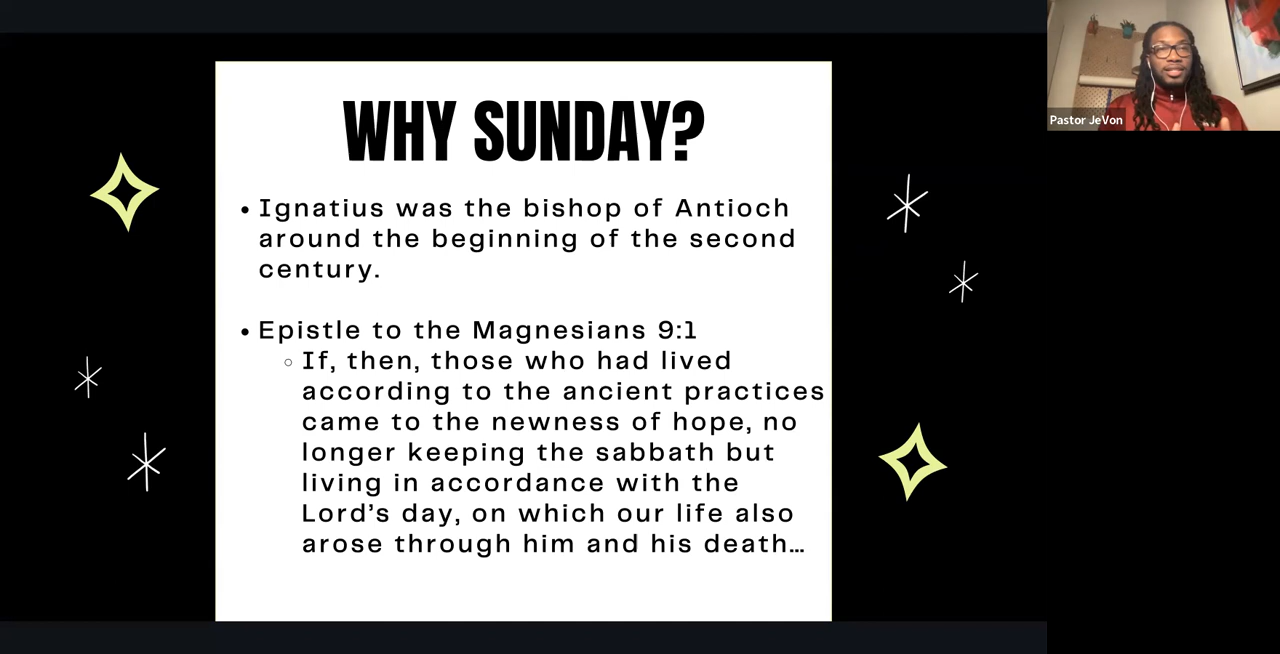 WHY SUNDAY?
• Ignatius was the bishop of Antioch
around the beginning of the second
century.
• Epistle to the Magnesians 9:1
○ If, then, those who had lived
according to the ancient practices
came to the newness of hope, no
longer keeping the sabbath but
living in accordance with the
Lord’s day, on which our life also
arose through him and his death…
Pastor JeVon